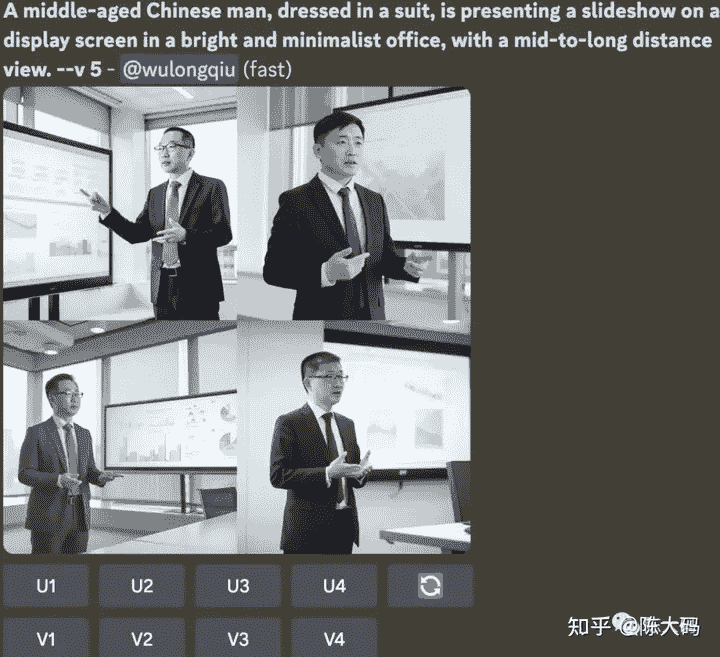 A middle-aged Chinese man, dressed in a suit, is presenting a slideshow on a
display screen in a bright and minimalist office, with a mid-to-long distance
view. --v 5 - @wulongqiu (fast)
U1 U2 U3 U4
V1 V2 V3 V4
知乎 @陈大码